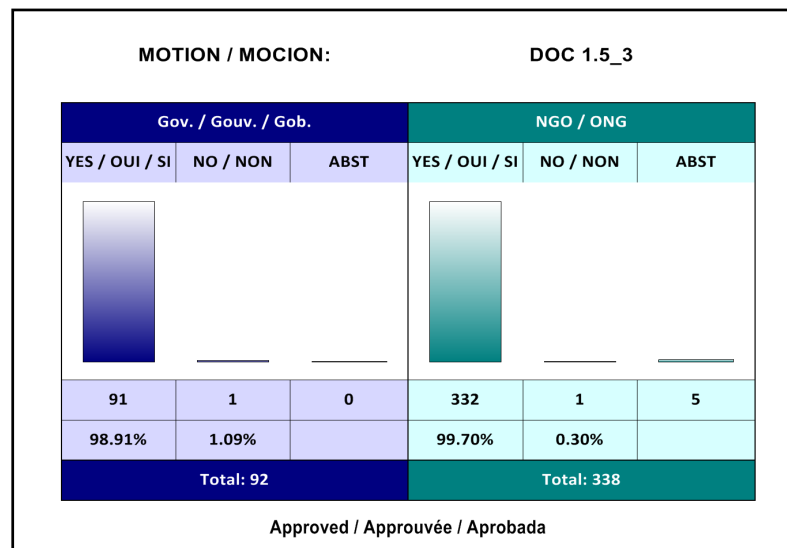 MOTION / MOCION: DOC 1.5_3
Gov. / Gouv. / Gob. NGO / ONG
YES / OUI / SI NO / NON ABST YES / OUI / SI NO / NON ABST
91 1 0 332 1 5
98.91% 1.09% 99.70% 0.30%
Total: 92 Total: 338
Approved / Approuvée / Aprobada